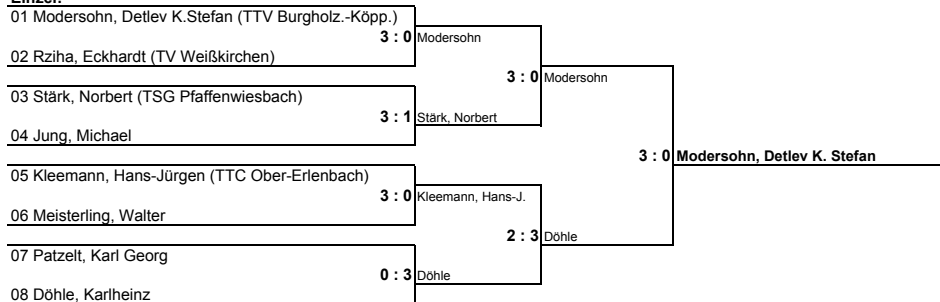 Einzel:
01 Modersohn, Detlev K.Stefan (TTV Burgholz.-Köpp.)
3 : 0 Modersohn
02 Rziha, Eckhardt (TV Weißkirchen)
3 : 0 Modersohn
03 Stärk, Norbert (TSG Pfaffenwiesbach)
3 : 1 Stärk, Norbert
04 Jung, Michael
3 : 0 Modersohn, Detlev K. Stefan
05 Kleemann, Hans-Jürgen (TTC Ober-Erlenbach)
3 : 0 Kleemann, Hans-J.
06 Meisterling, Walter
2 : 3 Döhle
07 Patzelt, Karl Georg
0 : 3 Döhle
08 Döhle, Karlheinz